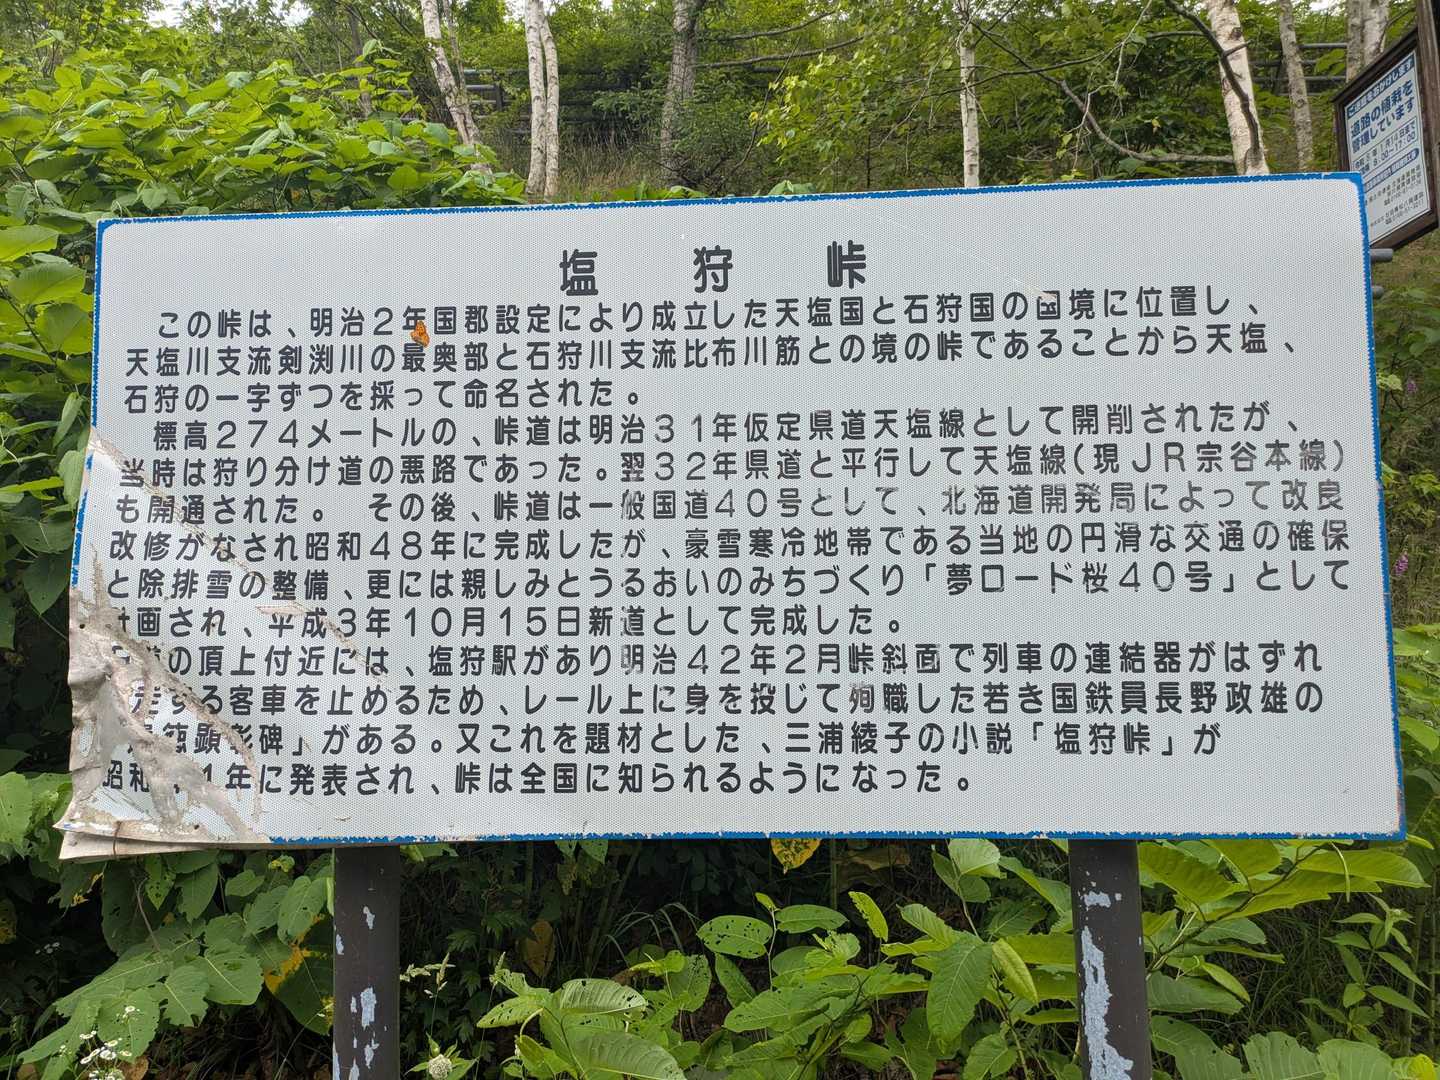 塩狩峠
この峠は、明治2年国郡設定により成立した天塩国と石狩国の国境に位置し、
天塩川支流剣渕川の最奥部と石狩川支流比布川筋との境の峠であることから天塩、
石狩の一字ずつを採って命名された。
標高274メートルの、峠道は明治31年仮定県道天塩線として開削されたが、
当時は狩り分け道の悪路であった。翌32年県道と平行して天塩線(現JR宗谷本線)
も開通された。 その後、峠道は一般国道40号として、北海道開発局によって改良
改修がなされ昭和48年に完成したが、豪雪寒冷地帯である当地の円滑な交通の確保
と除排雪の整備、更には親しみとうるおいのみちづくり「夢ロード桜40号」として
計画され、平成3年10月15日新道として完成した。
の頂上付近には、塩狩駅があり明治42年2月峠斜面で列車の連結器がはずれ
走する客車を止めるため、レール上に身を投じて殉職した若き国鉄員長野政雄の
顕彰碑」がある。又これを題材とした、三浦綾子の小説「塩狩峠」が
昭和 1年に発表され、峠は全国に知られるようになった。
道路の植栽を
管理しています